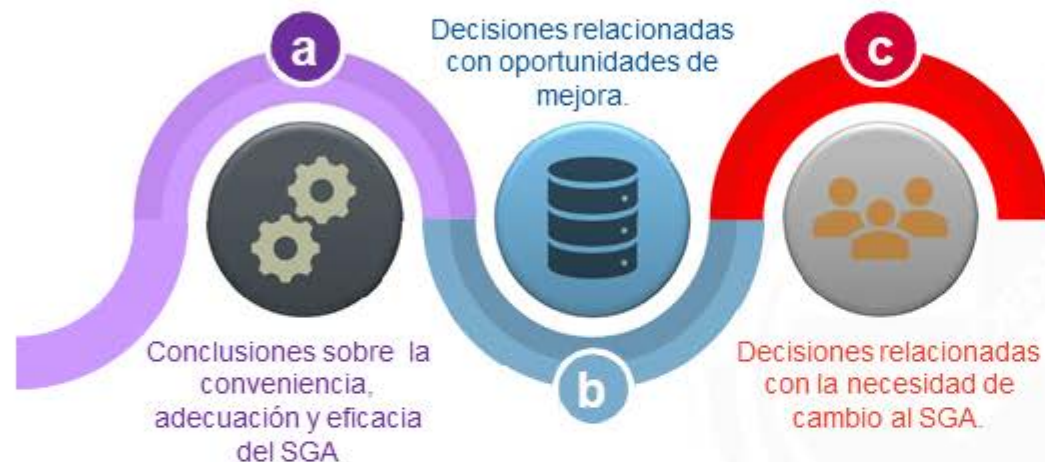 a
Conclusiones sobre la
conveniencia,
adecuación y eficacia
del SGA
Decisiones relacionadas
con oportunidades de
mejora.
b
c
Decisiones relacionadas
con la necesidad de
cambio al SGA.